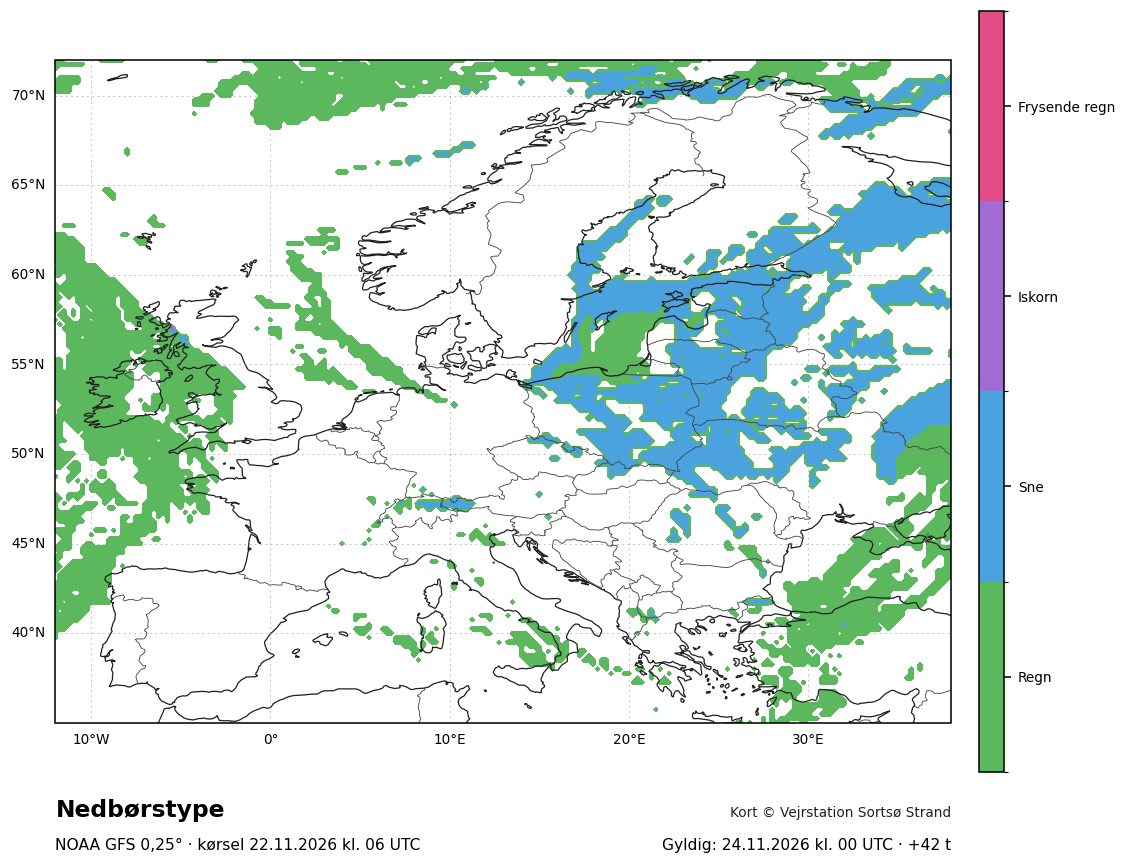 70°N
65°N
60°N
55°N
50°N
45°N
40°N
10°W 0° 10°E 20°E 30°E
Frysende regn
Iskorn
Sne
Regn
Nedbørstype
Kort © Vejrstation Sortsø Strand
NOAA GFS 0,25° · kørsel 22.11.2026 kl. 06 UTC
Gyldig: 24.11.2026 kl. 00 UTC · +42 t